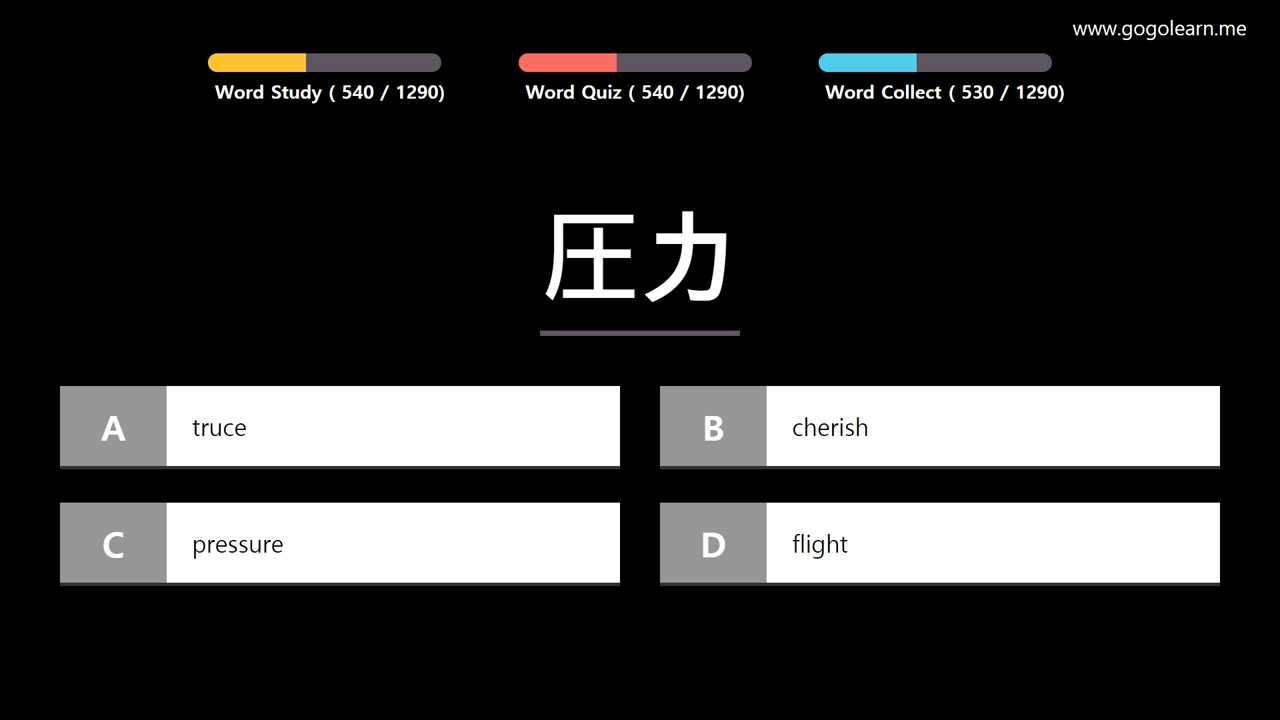 www.gogolearn.me
Word Study ( 540 / 1290)
Word Quiz ( 540 / 1290)
Word Collect ( 530 / 1290)
圧力
A truce
B cherish
C pressure
D flight